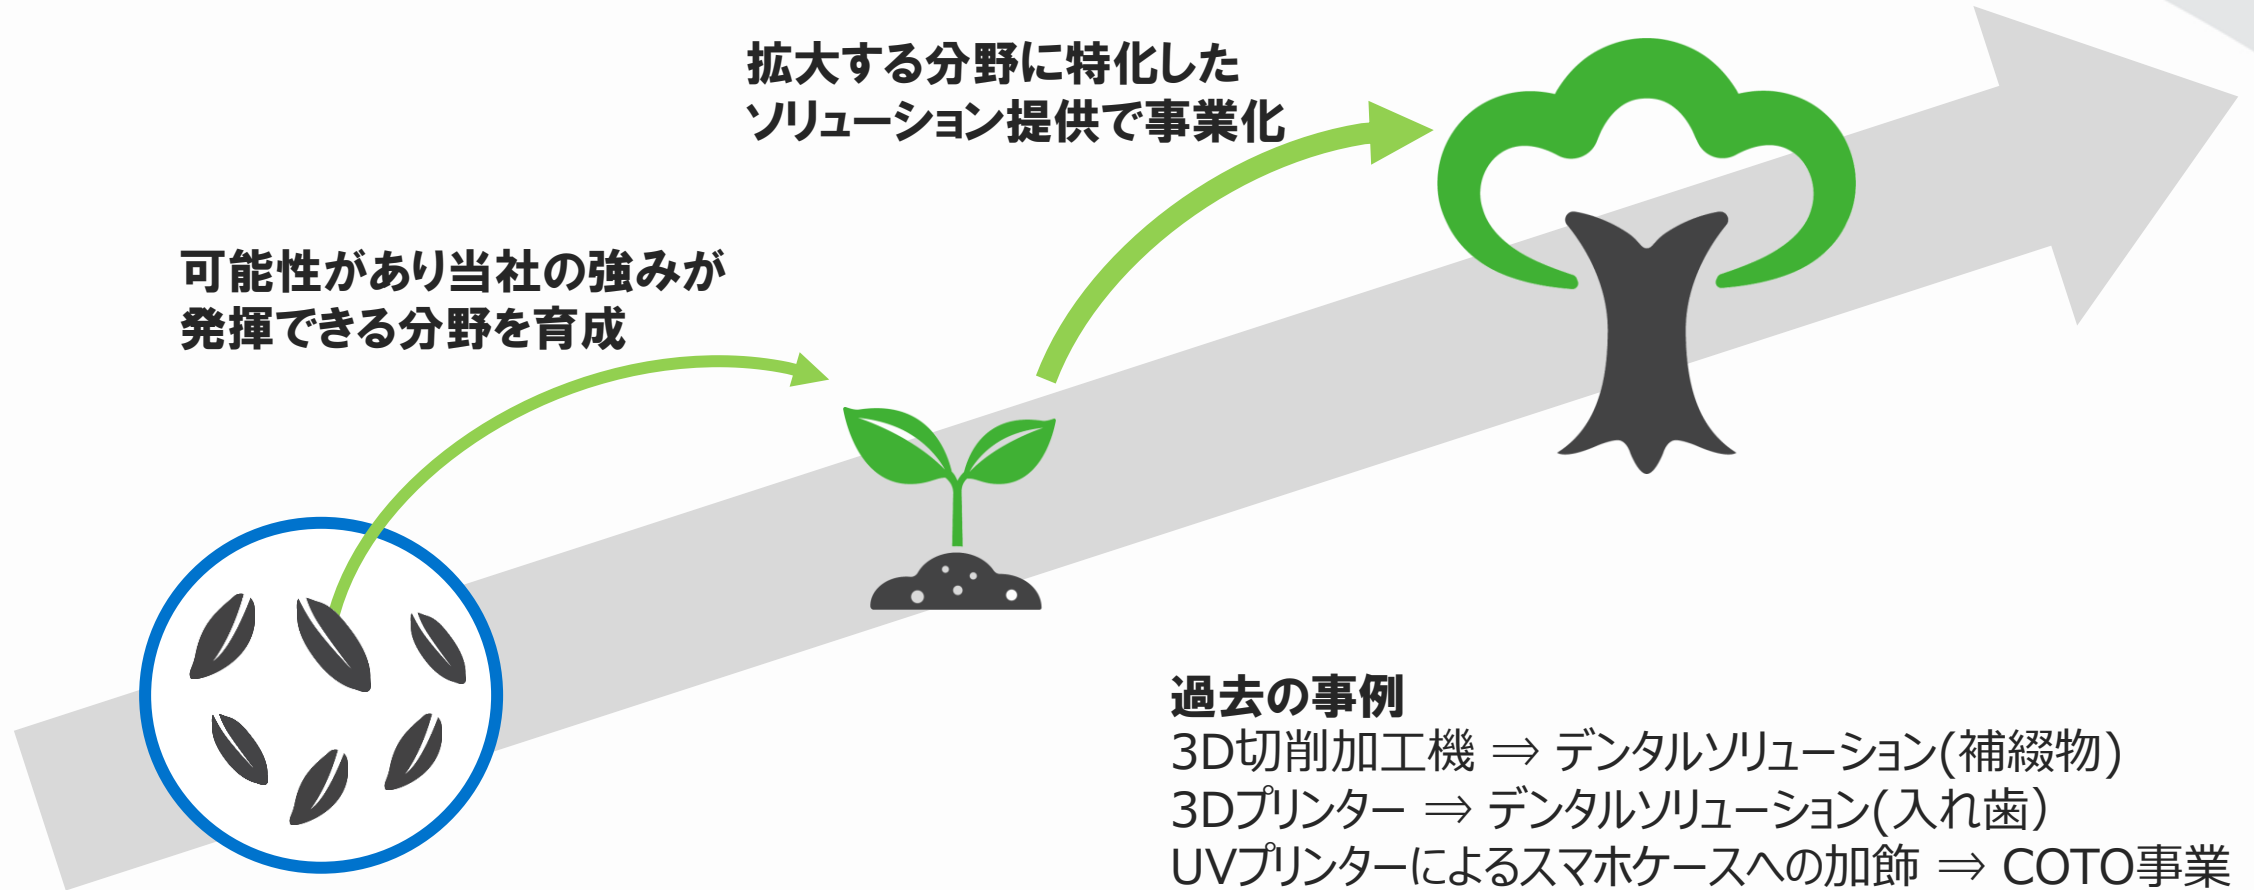 拡大する分野に特化した
ソリューション提供で事業化
可能性があり当社の強みが
発揮できる分野を育成
過去の事例
3D切削加工機 ⇒ デンタルソリューション(補綴物)
3Dプリンター ⇒ デンタルソリューション(入れ歯)
UVプリンターによるスマホケースへの加飾 ⇒ COTO事業